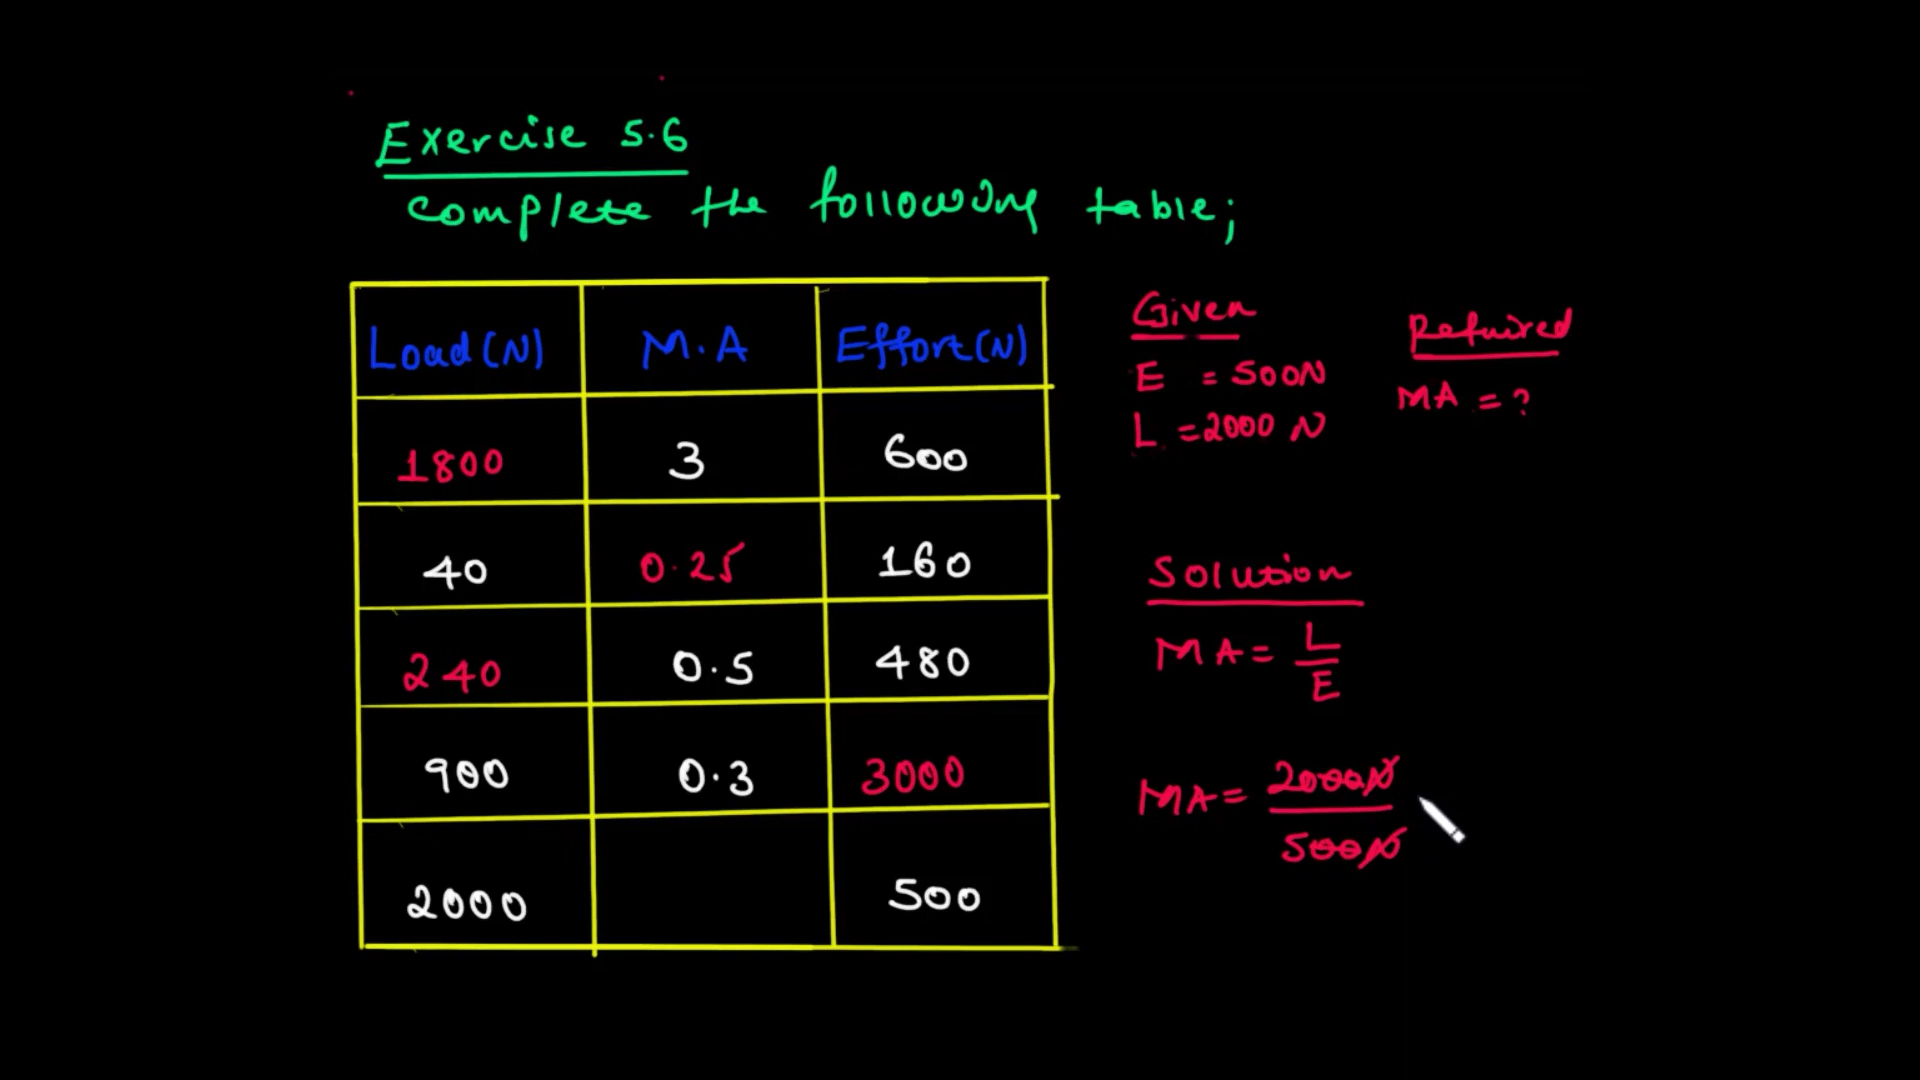 Exercise 5.6
complete the following table;
Load(N) M.A Effort(N)
1800 3 600
40 0.25 160
240 0.5 480
900 0.3 3000
2000 500
Given
E = 500N
L = 2000 N
Required
MA = ?
Solution
MA = L/E
MA = 2000N/500N